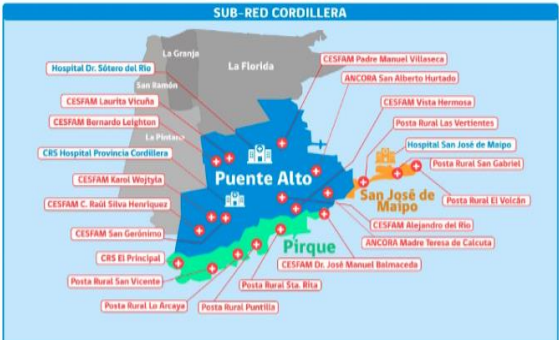 SUB-RED CORDILLERA
La Granja
La Florida
San Ramón
La Pintana
Hospital Dr. Sótero del Río
CESFAM Laurita Vicuña
CESFAM Bernardo Leighton
CRS Hospital Provincia Cordillera
CESFAM Karol Wojtyla
CESFAM C. Raúl Silva Henriquez
CESFAM San Gerónimo
CRS El Principal
Posta Rural San Vicente
Posta Rural Lo Arcaya
Posta Rural Puntilla
Posta Rural Sta. Rita
CESFAM Dr. José Manuel Balmaceda
ANCORA Madre Teresa de Calcuta
CESFAM Alejandro del Río
Posta Rural El Volcán
Posta Rural San Gabriel
Hospital San José de Maipo
Posta Rural Las Vertientes
CESFAM Vista Hermosa
ANCORA San Alberto Hurtado
CESFAM Padre Manuel Villaseca
Puente Alto
San José de
Maipo
Pirque